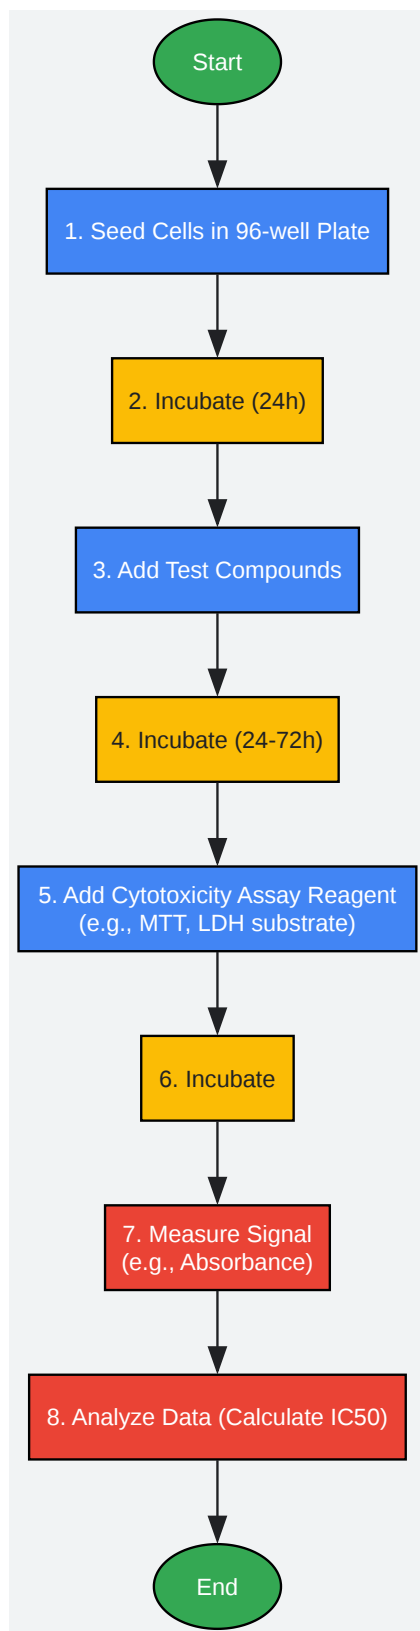 Start
1. Seed Cells in 96-well Plate
2. Incubate (24h)
3. Add Test Compounds
4. Incubate (24-72h)
5. Add Cytotoxicity Assay Reagent
(e.g., MTT, LDH substrate)
6. Incubate
7. Measure Signal
(e.g., Absorbance)
8. Analyze Data (Calculate IC50)
End